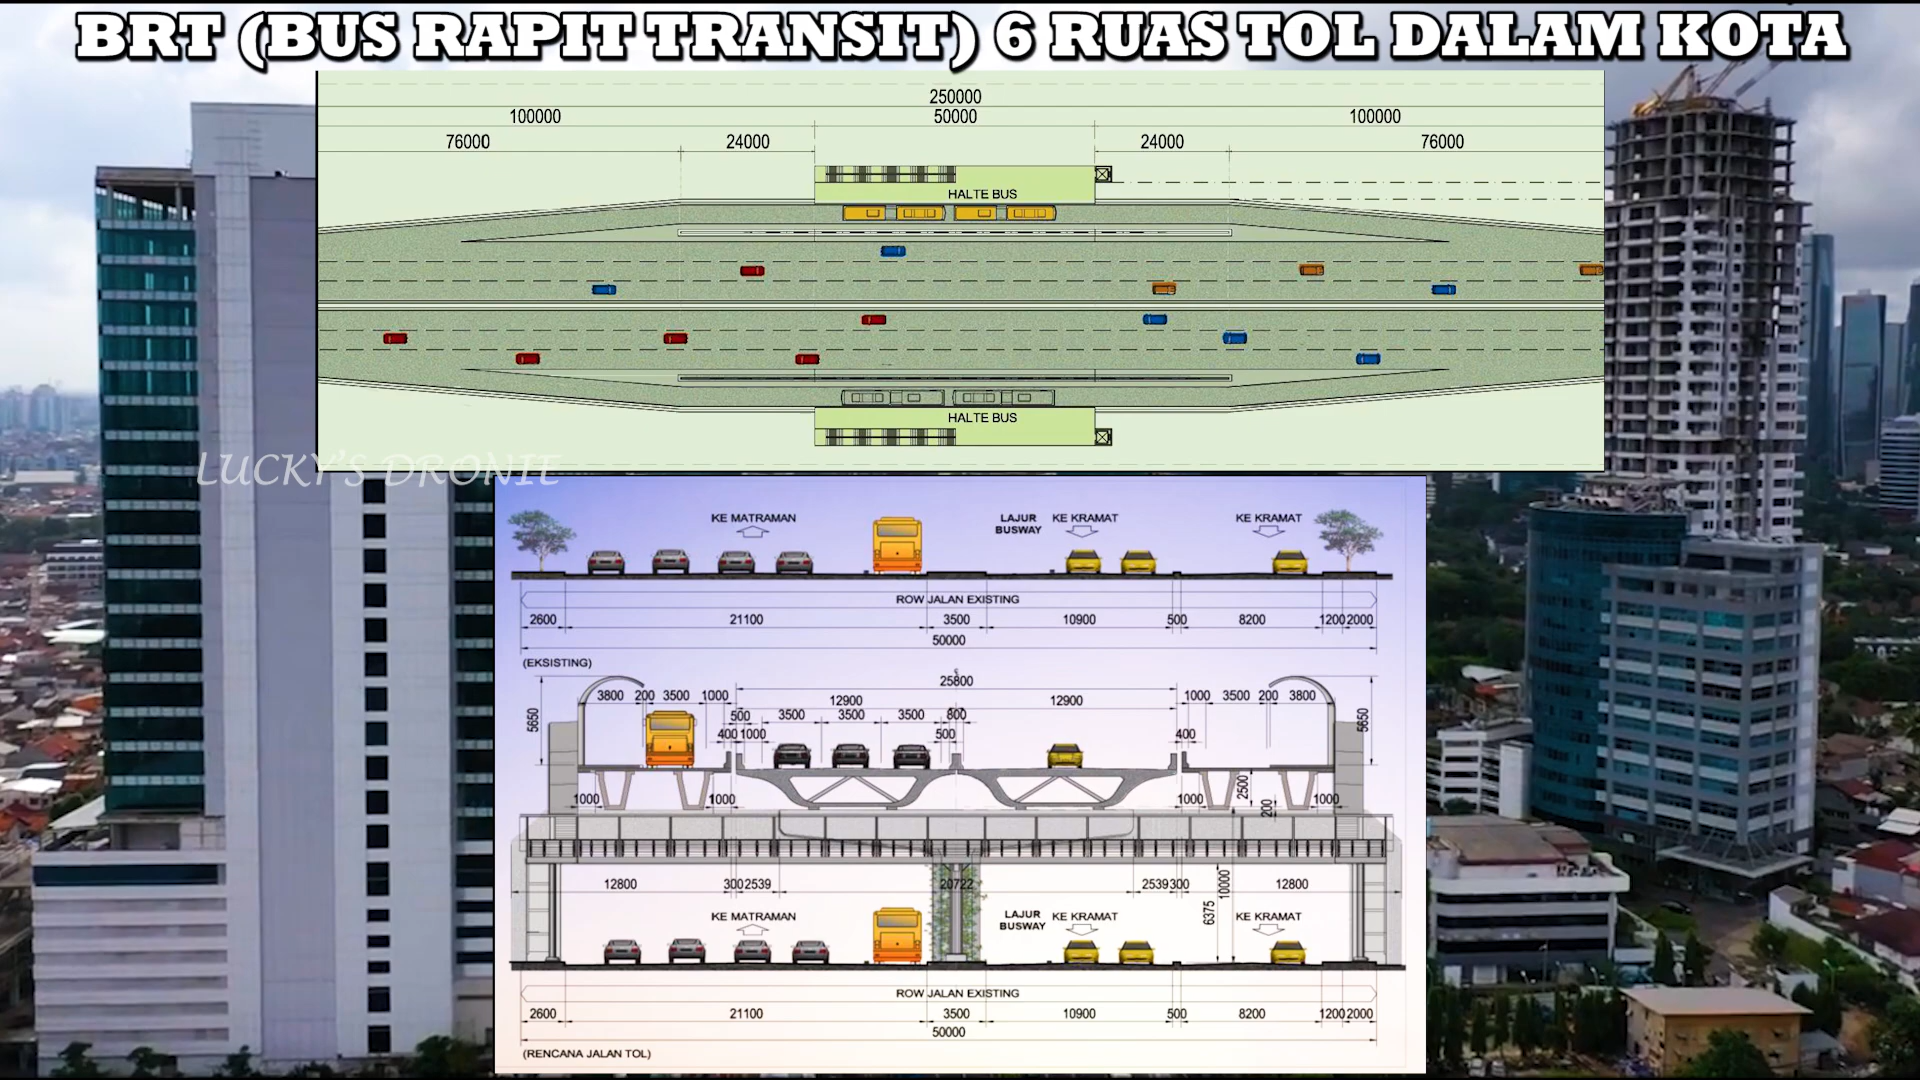 BRT (BUS RAPIT TRANSIT) 6 RUAS TOL DALAM KOTA
250000
100000 50000 100000
76000 24000 24000 76000
HALTE BUS
HALTE BUS
LUCKY'S DRONIE
KE MATRAMAN LAJUR BUSWAY KE KRAMAT KE KRAMAT
ROW JALAN EXISTING
2600 21100 3500 10900 500 8200 1200 2000
50000
(EKSISTING)
25800
3800 200 3500 1000 12900 12900 1000 3500 200 3800
5650 500 3500 3500 3500 800 5650
400 1000 500 400
1000 1000 1000 2500 200 1000
12800 300 2539 20722 2539 300 10000 12800
6375
KE MATRAMAN LAJUR BUSWAY KE KRAMAT KE KRAMAT
ROW JALAN EXISTING
2600 21100 3500 10900 500 8200 1200 2000
50000
(RENCANA JALAN TOL)